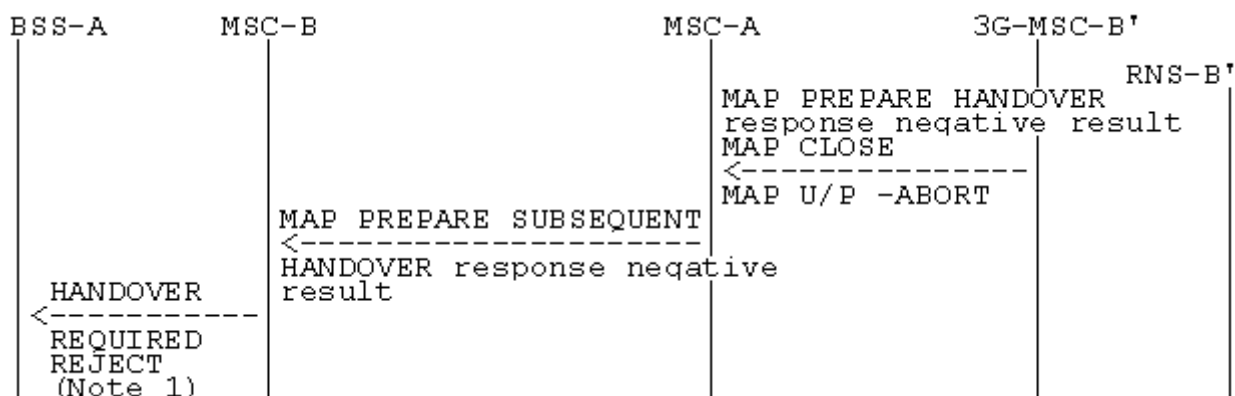 BSS-A MSC-B MSC-A 3G-MSC-B'
RNS-B'
MAP PREPARE HANDOVER
response negative result
MAP CLOSE
<---------------
MAP U/P -ABORT
MAP PREPARE SUBSEQUENT
<---------------------
HANDOVER response negative
result
HANDOVER
<-----------
REQUIRED
REJECT
(Note 1)